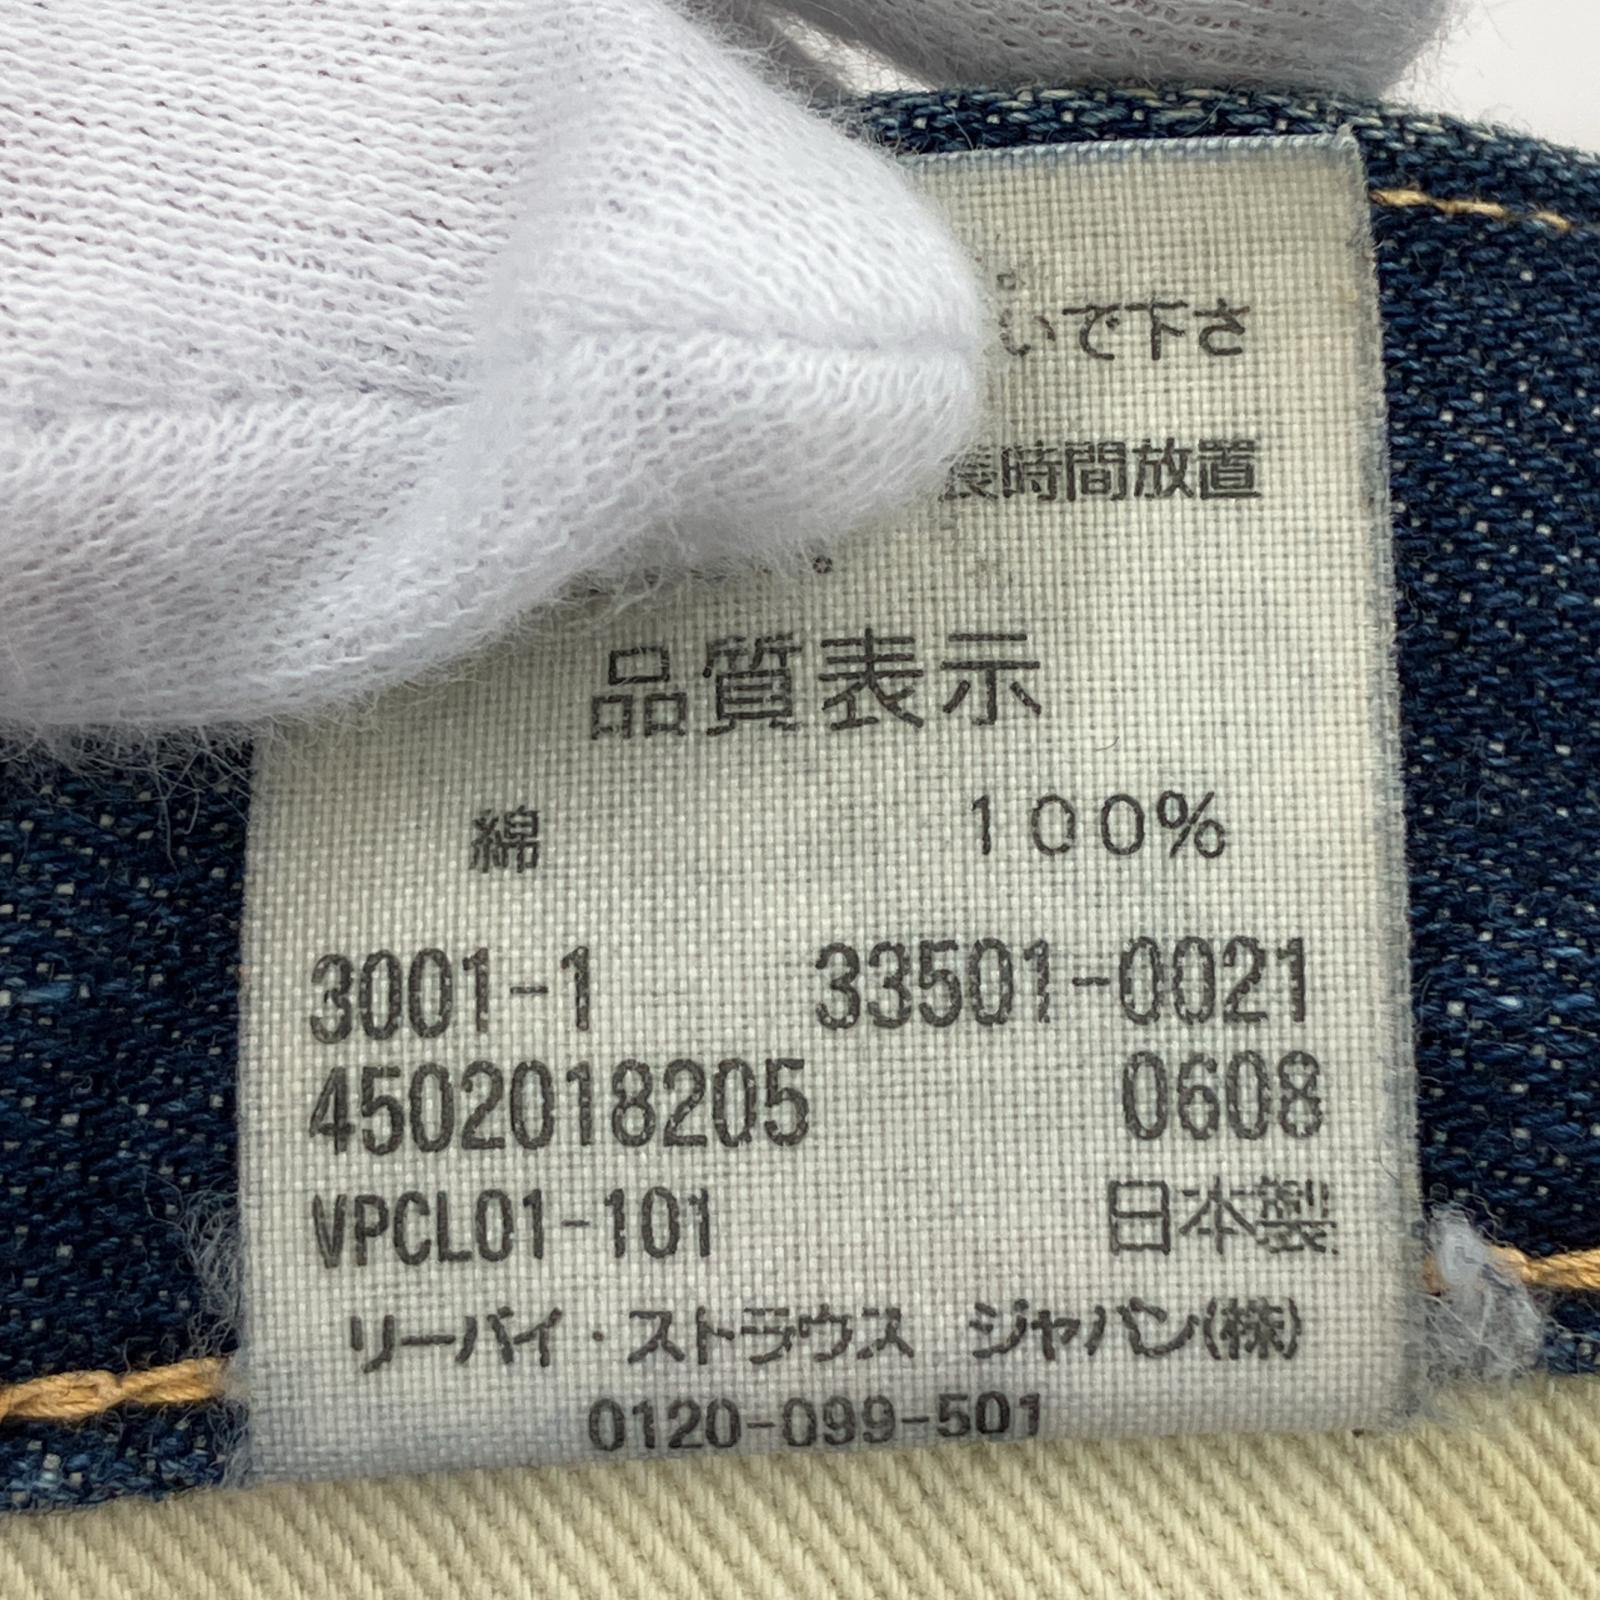 いで下さ
長時間放置
。
品質表示
綿 100%
3001-1 33501-0021
4502018205 0608
VPCL01-101 日本製
リーバイ・ストラウス ジャパン(株)
0120-099-501